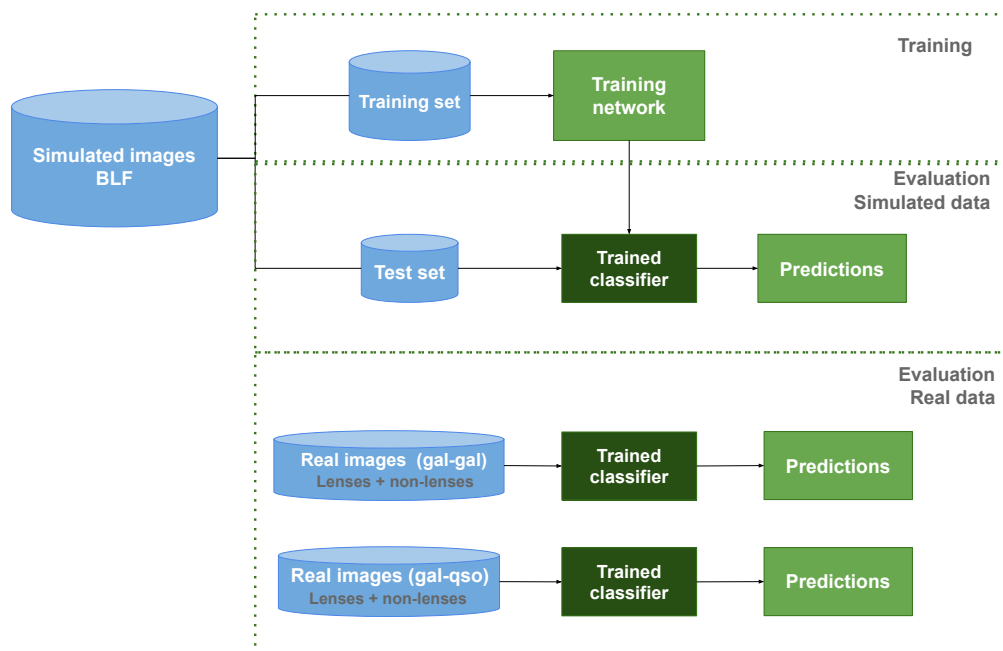 Training
Training set
Training
network
Simulated images
BLF
Evaluation
Simulated data
Test set
Trained
classifier
Predictions
Evaluation
Real data
Real images (gal-gal)
Lenses + non-lenses
Trained
classifier
Predictions
Real images (gal-qso)
Lenses + non-lenses
Trained
classifier
Predictions